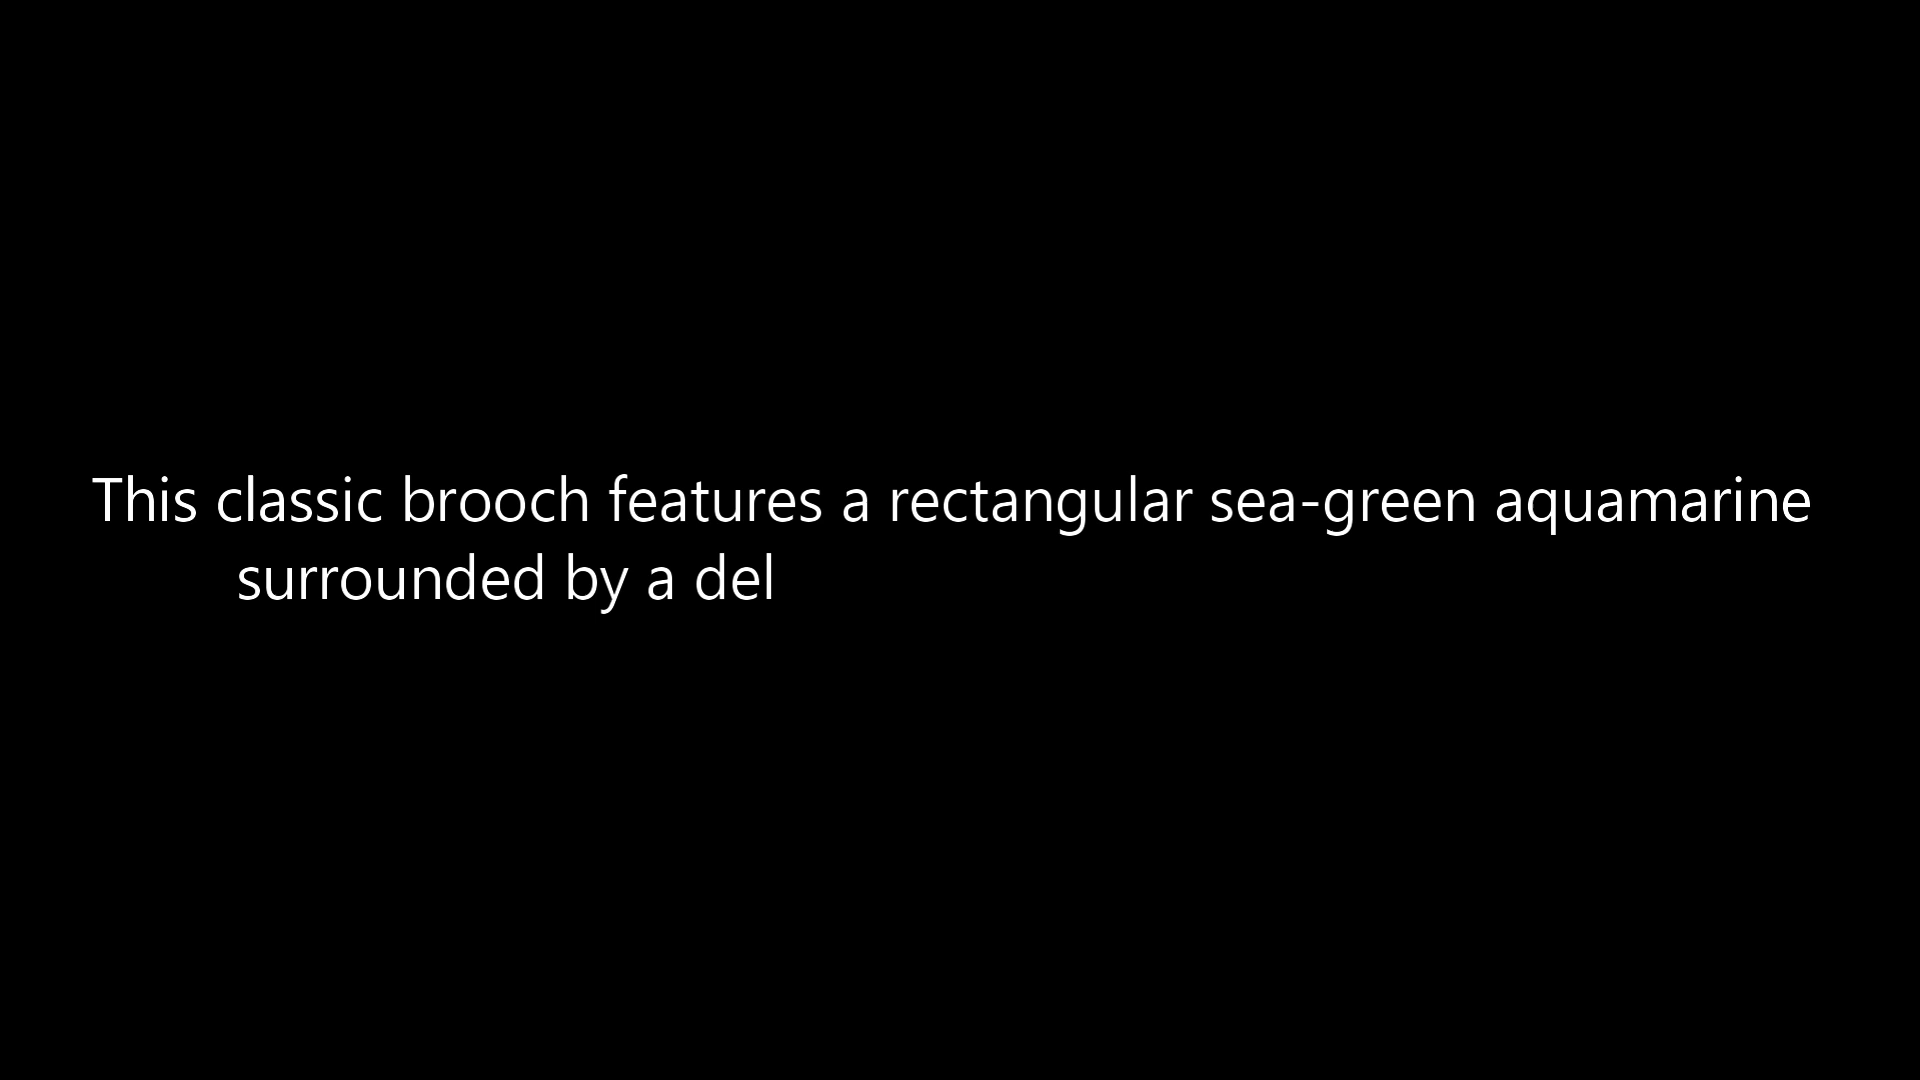 This classic brooch features a rectangular sea-green aquamarine
surrounded by a del